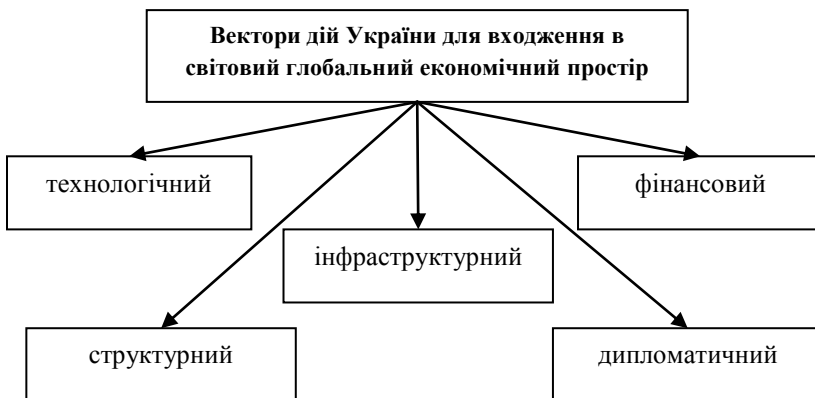 Вектори дій України для входження в
світовий глобальний економічний простір
технологічний
фінансовий
інфраструктурний
структурний
дипломатичний